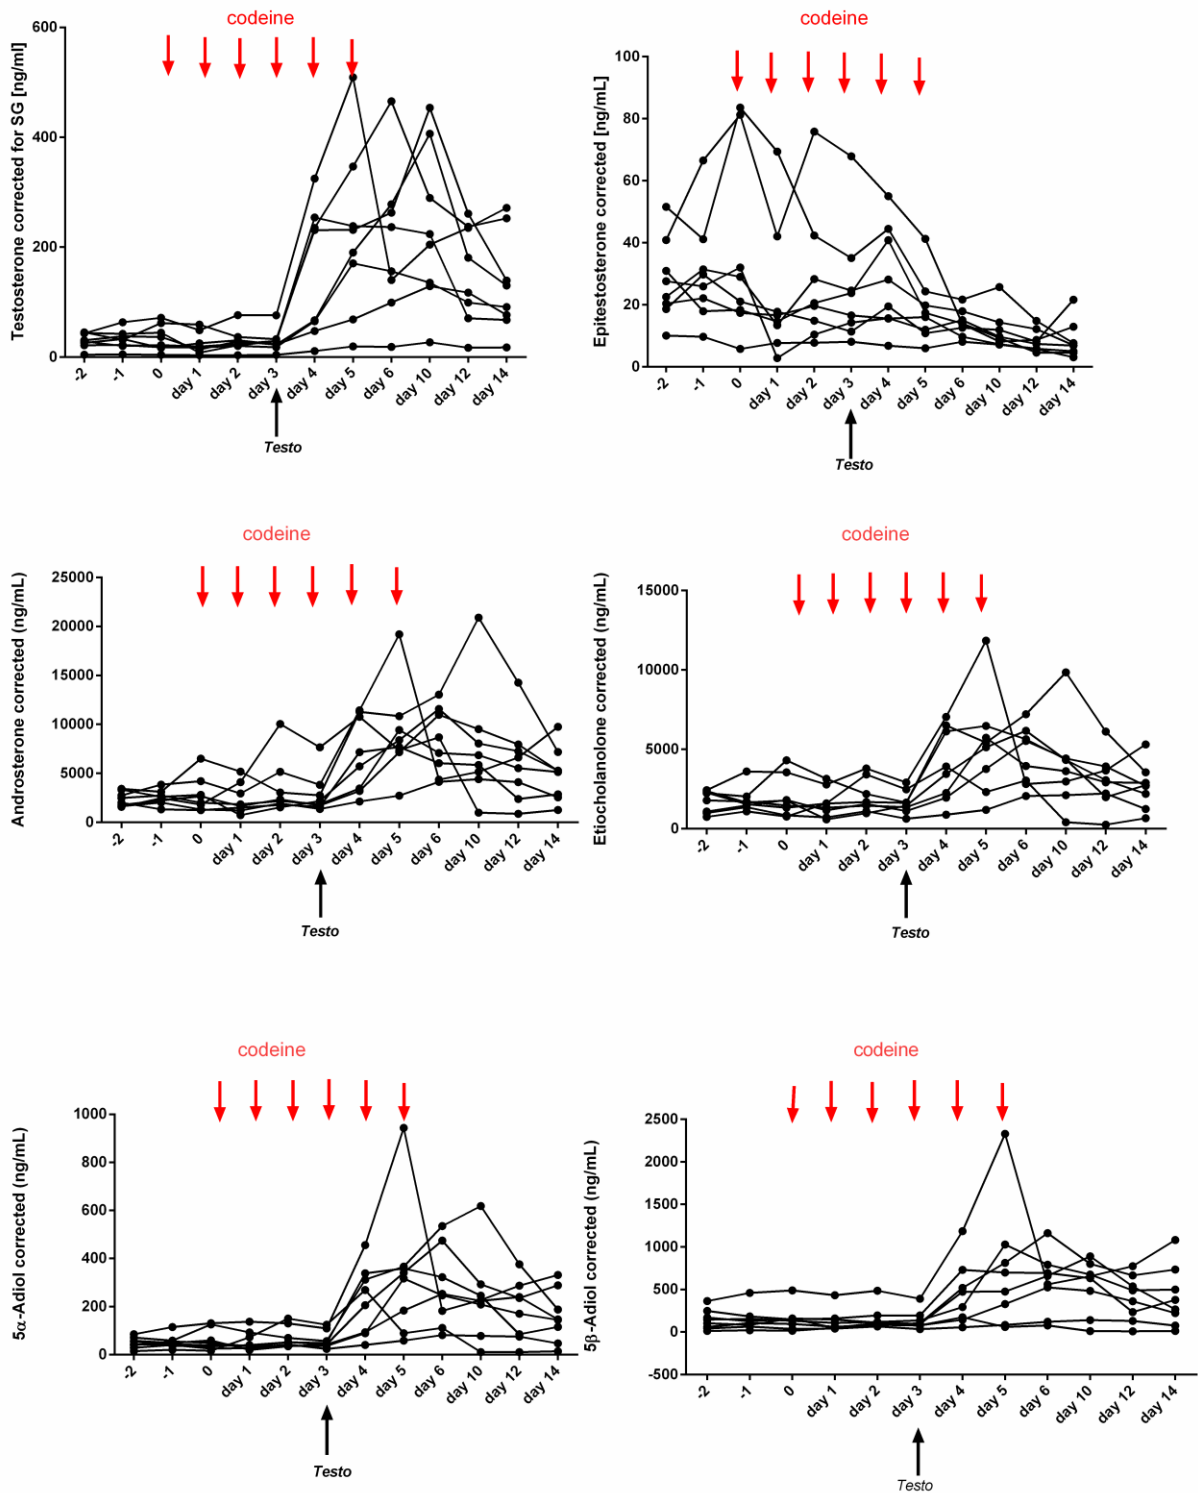 codeine
Testosterone corrected for SG [ng/ml]
600
400
200
0
-2 -1 0 day 1 day 2 day 3 day 4 day 5 day 6 day 10 day 12 day 14
Testo
codeine
Epitestosterone corrected [ng/mL]
100
80
60
40
20
0
-2 -1 0 day 1 day 2 day 3 day 4 day 5 day 6 day 10 day 12 day 14
Testo
codeine
Androsterone corrected (ng/mL)
25000
20000
15000
10000
5000
0
-2 -1 0 day 1 day 2 day 3 day 4 day 5 day 6 day 10 day 12 day 14
Testo
codeine
Etiocholanolone corrected (ng/mL)
15000
10000
5000
0
-2 -1 0 day 1 day 2 day 3 day 4 day 5 day 6 day 10 day 12 day 14
Testo
codeine
5α-Adiol corrected (ng/mL)
1000
800
600
400
200
0
-2 -1 0 day 1 day 2 day 3 day 4 day 5 day 6 day 10 day 12 day 14
Testo
codeine
5β-Adiol corrected (ng/mL)
2500
2000
1500
1000
500
0
-500
-2 -1 0 day 1 day 2 day 3 day 4 day 5 day 6 day 10 day 12 day 14
Testo